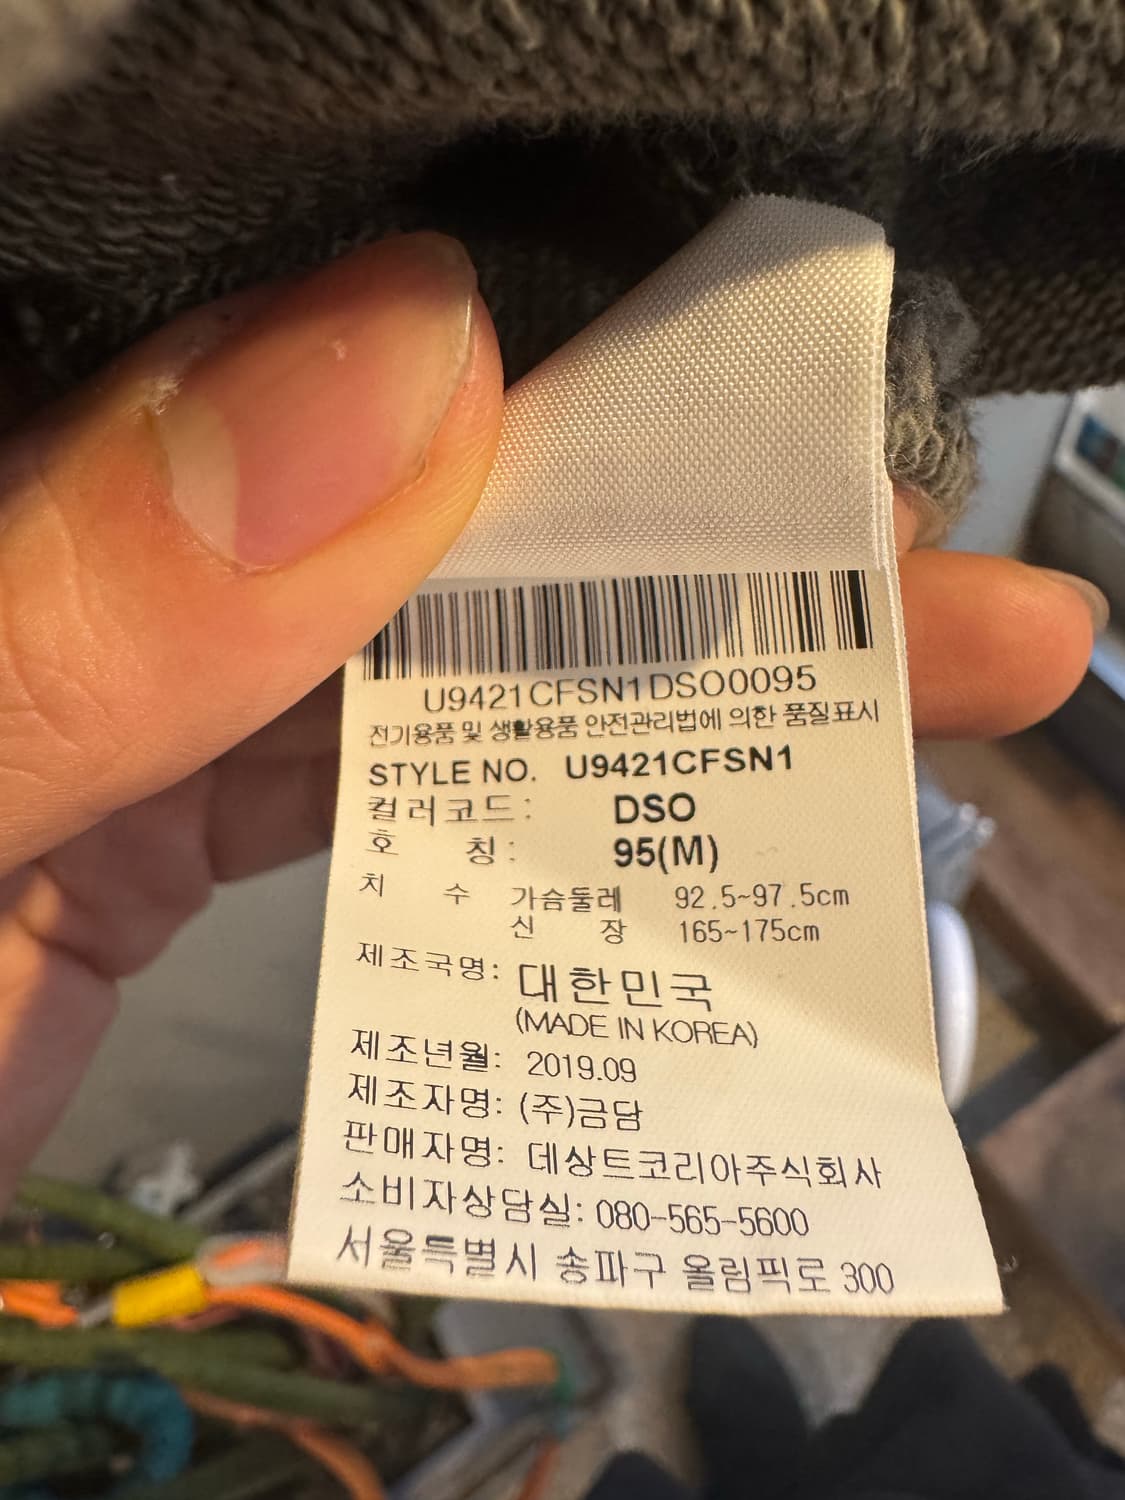 U9421CFSN1DSO0095
전기용품 및 생활용품 안전관리법에 의한 품질표시
STYLE NO. U9421CFSN1
컬러코드: DSO
호 칭: 95(M)
치 수 가슴둘레 92.5~97.5cm
신 장 165~175cm
제조국명: 대한민국
(MADE IN KOREA)
제조년월: 2019.09
제조자명: (주)금담
판매자명: 데상트코리아주식회사
소비자상담실: 080-565-5600
서울특별시 송파구 올림픽로 300